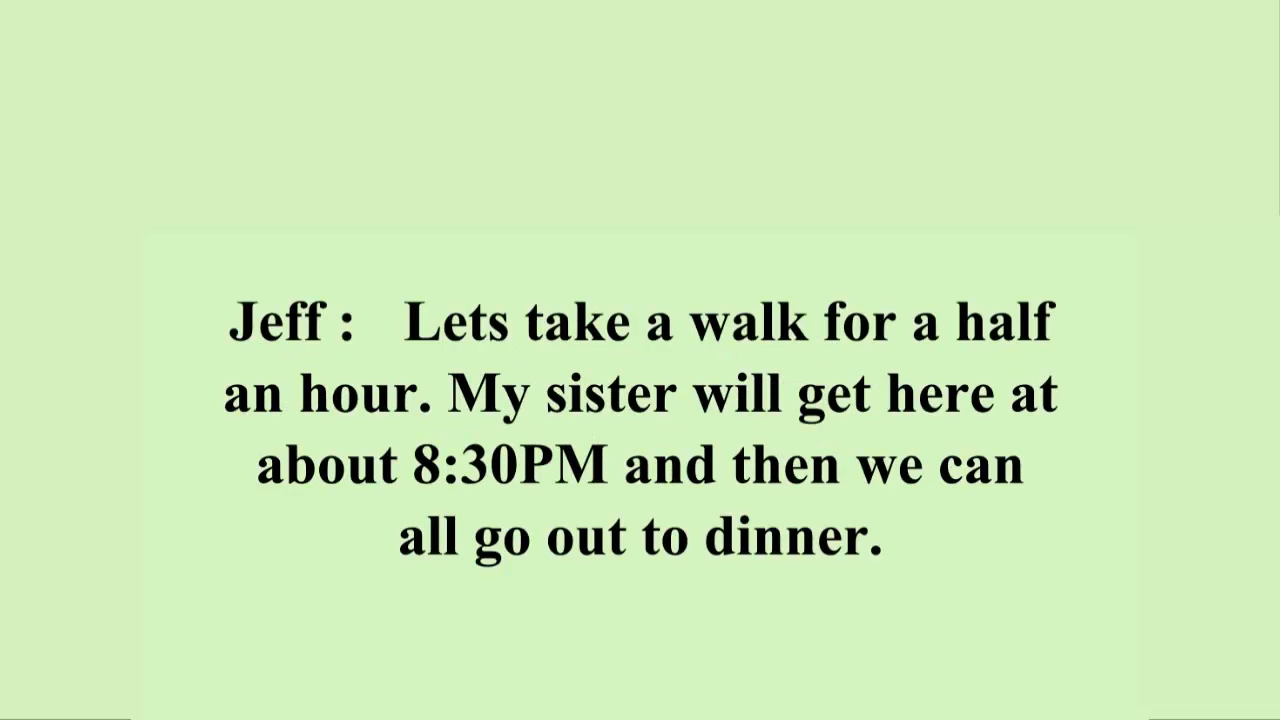 Jeff :   Lets take a walk for a half
an hour. My sister will get here at
about 8:30PM and then we can
all go out to dinner.